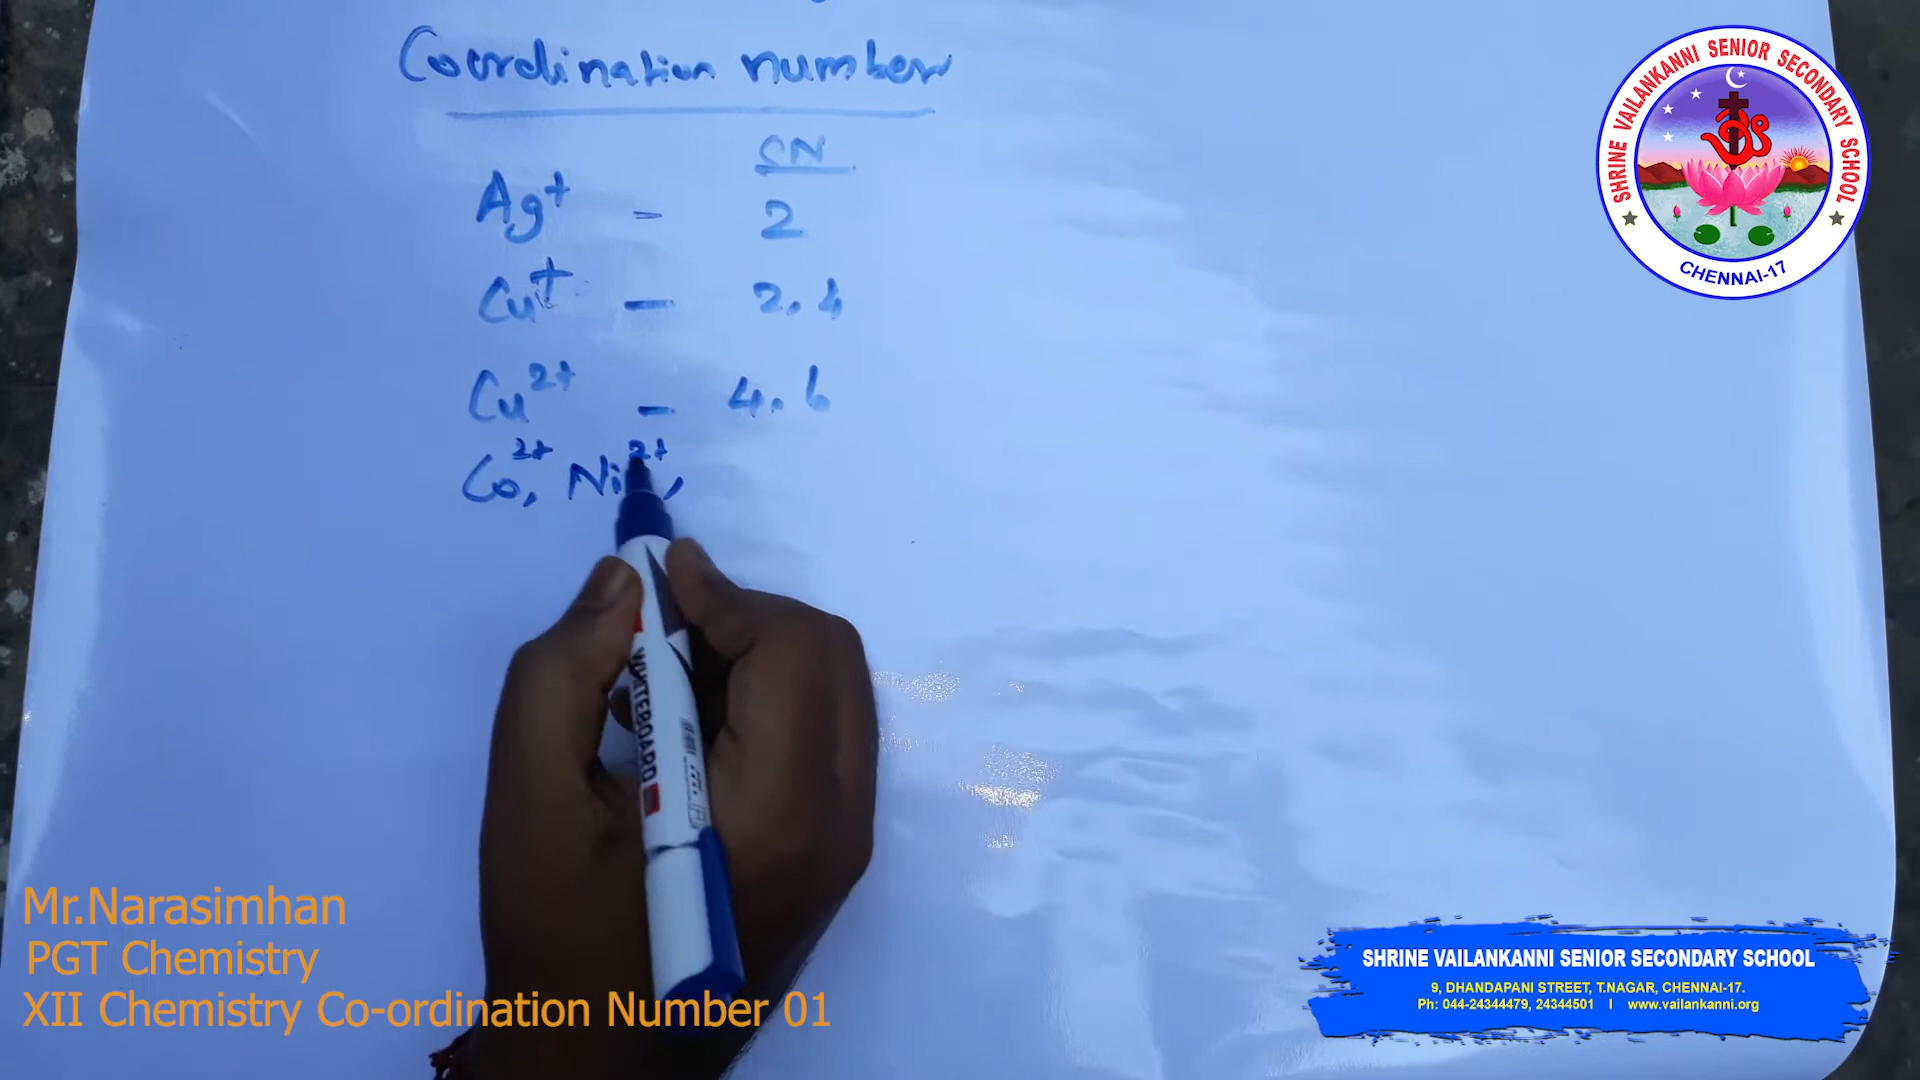 Coordination number
CN
Ag+ - 2
Cu+ - 2,4
Cu2+ - 4,6
Co2+, Ni2+,
WHITEBOARD
SHRINE VAILANKANNI SENIOR SECONDARY SCHOOL
CHENNAI-17
Mr.Narasimhan
PGT Chemistry
XII Chemistry Co-ordination Number 01
SHRINE VAILANKANNI SENIOR SECONDARY SCHOOL
9, DHANDAPANI STREET, T.NAGAR, CHENNAI-17.
Ph: 044-24344479, 24344501 I www.vailankanni.org